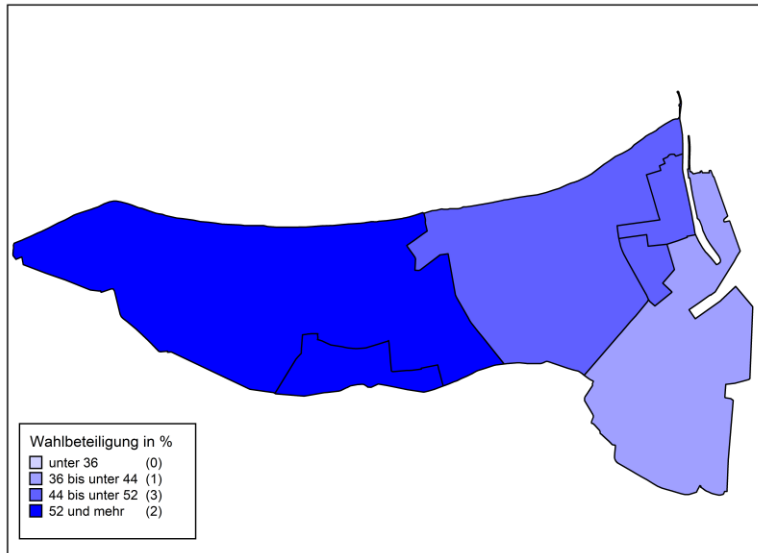 Wahlbeteiligung in %
unter 36 (0)
36 bis unter 44 (1)
44 bis unter 52 (3)
52 und mehr (2)